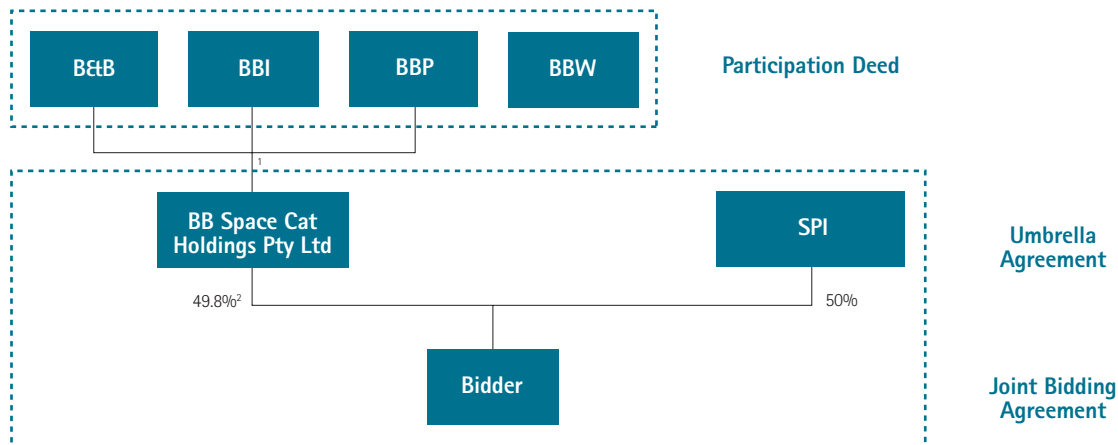 B&B
BBI
BBP
BBW
Participation Deed
1
BB Space Cat
Holdings Pty Ltd
SPI
Umbrella
Agreement
49.8%2
50%
Bidder
Joint Bidding
Agreement